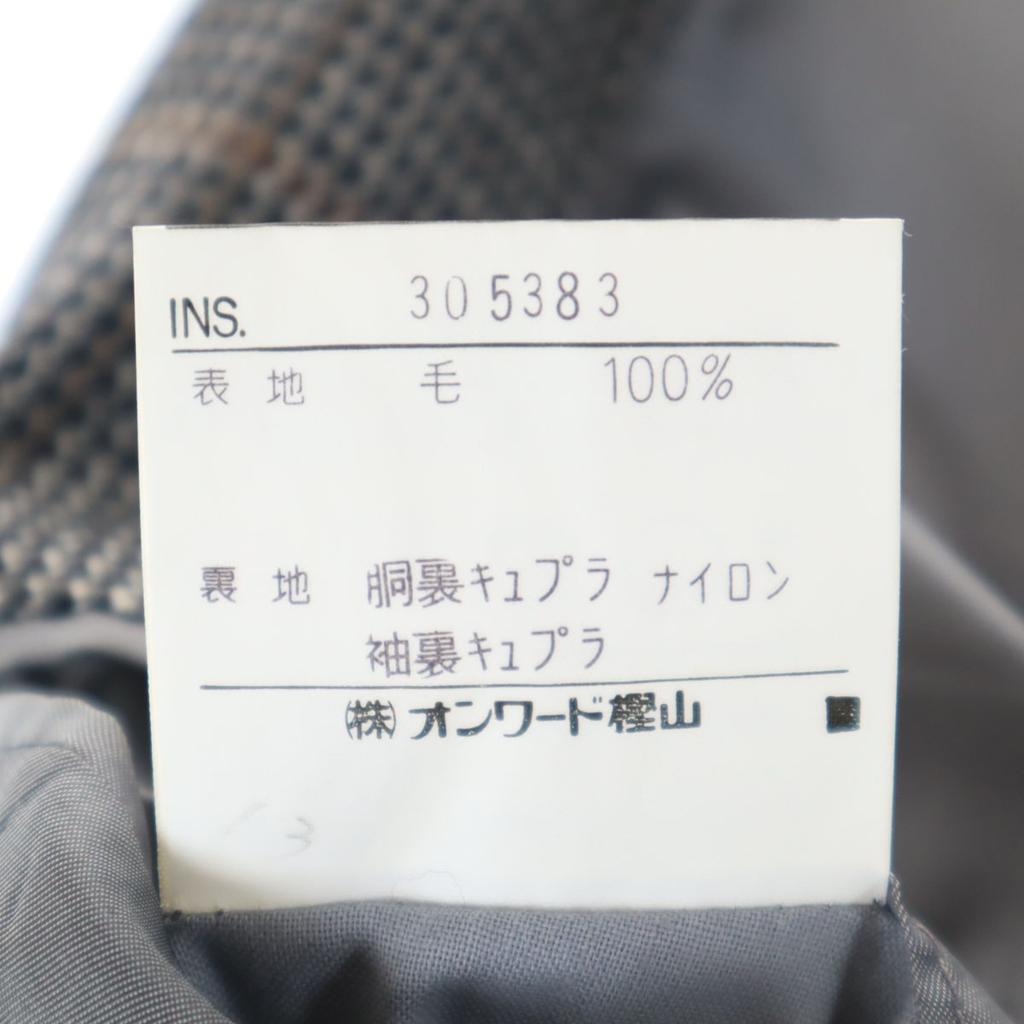 INS. 305383
表地 毛 100%
裏地 胴裏キュプラ ナイロン
袖裏キュプラ
㈱オンワード樫山